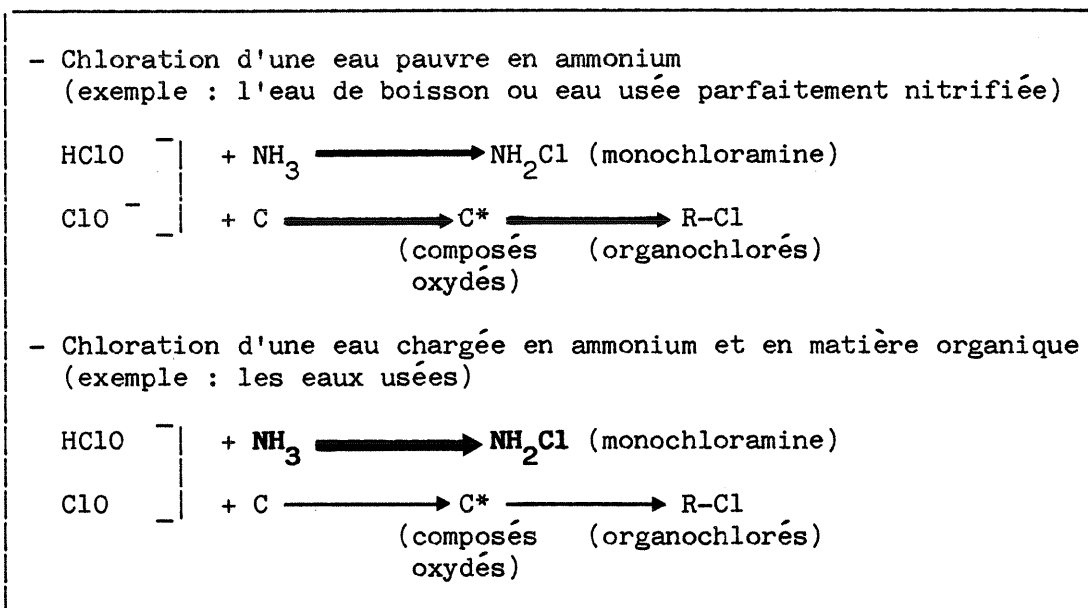 - Chloration d'une eau pauvre en ammonium
(exemple : l'eau de boisson ou eau usée parfaitement nitrifiée)
HClO + NH3 → NH2Cl (monochloramine)
ClO - + C → C* → R-Cl
(composés (organochlorés)
oxydés)
- Chloration d'une eau chargée en ammonium et en matière organique
(exemple : les eaux usées)
HClO + NH3 → NH2Cl (monochloramine)
ClO + C → C* → R-Cl
(composés (organochlorés)
oxydés)